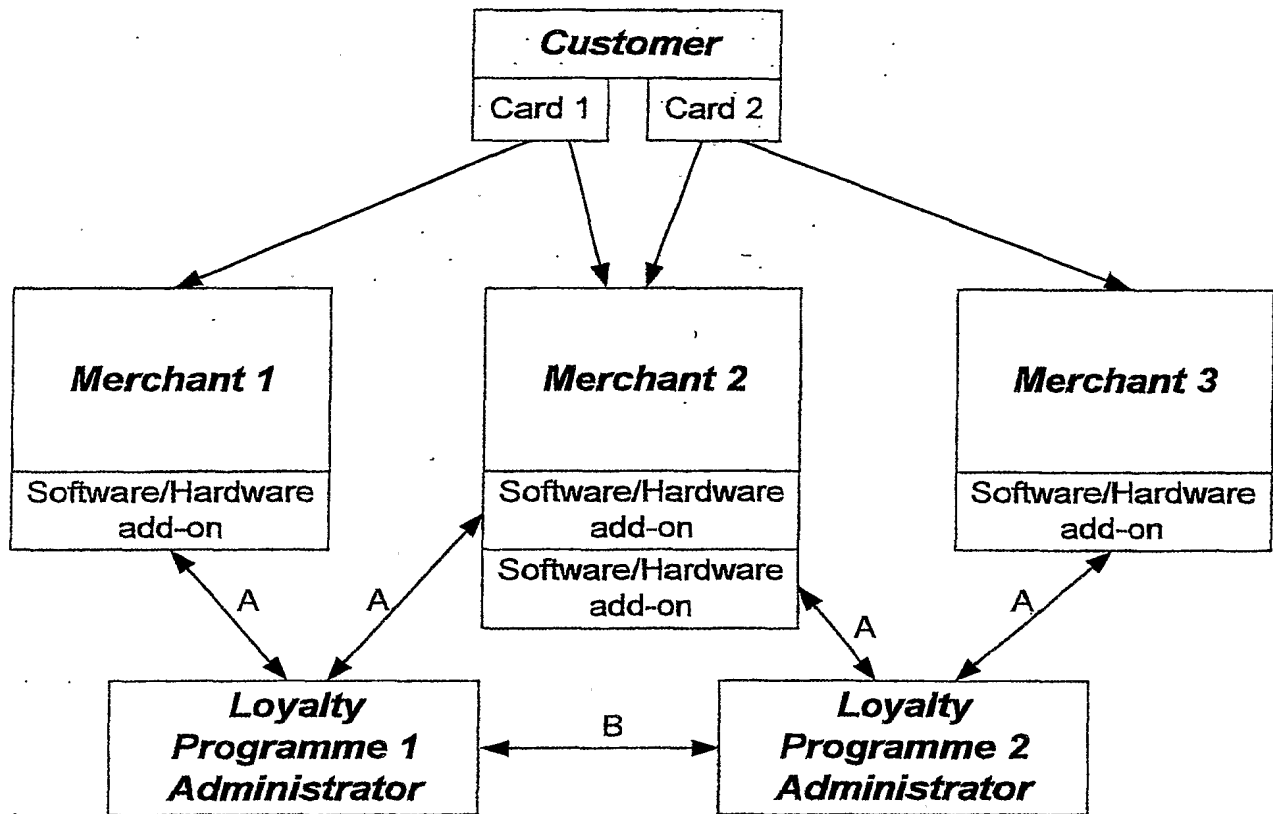 Customer
Card 1
Card 2
Merchant 1
Merchant 2
Merchant 3
Software/Hardware
add-on
Software/Hardware
add-on
Software/Hardware
add-on
Software/Hardware
add-on
A
A
A
A
Loyalty
Programme 1
Administrator
B
Loyalty
Programme 2
Administrator